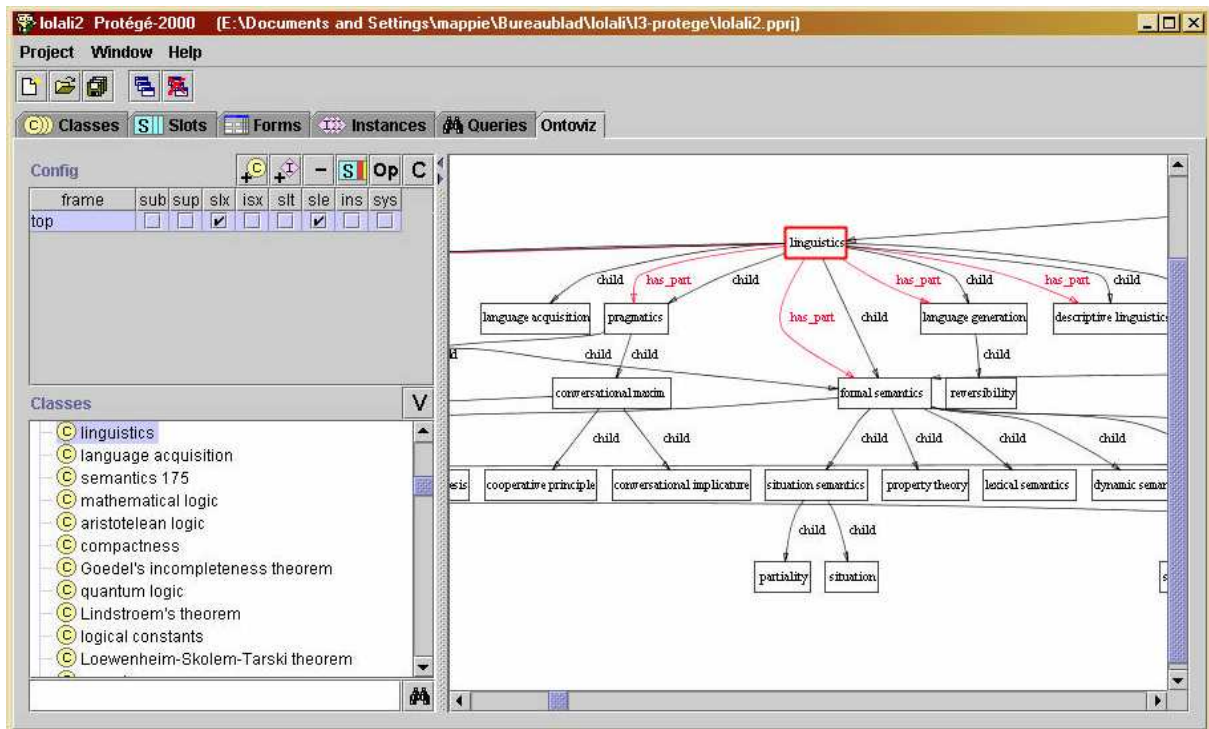 lolali2 Protégé-2000 (E:\Documents and Settings\mappie\Bureaublad\lolali\I3-protege\lolali2.pprj)
Project Window Help
C Classes S Slots Forms I Instances Queries Ontoviz
Config C I – S Op C
frame sub sup slx isx slt sle ins sys
top
Classes V
C linguistics
C language acquisition
C semantics 175
C mathematical logic
C aristotelean logic
C compactness
C Goedel's incompleteness theorem
C quantum logic
C Lindstroem's theorem
C logical constants
C Loewenheim-Skolem-Tarski theorem
linguistics
child has_part child has_part child has_part child
language acquisition pragmatics has_part child language generation descriptive linguistics
child child child
conversational maxim formal semantics reversibility
child child child child child child
esis cooperative principle conversational implicature situation semantics property theory lexical semantics dynamic seman
child child
partiality situation s